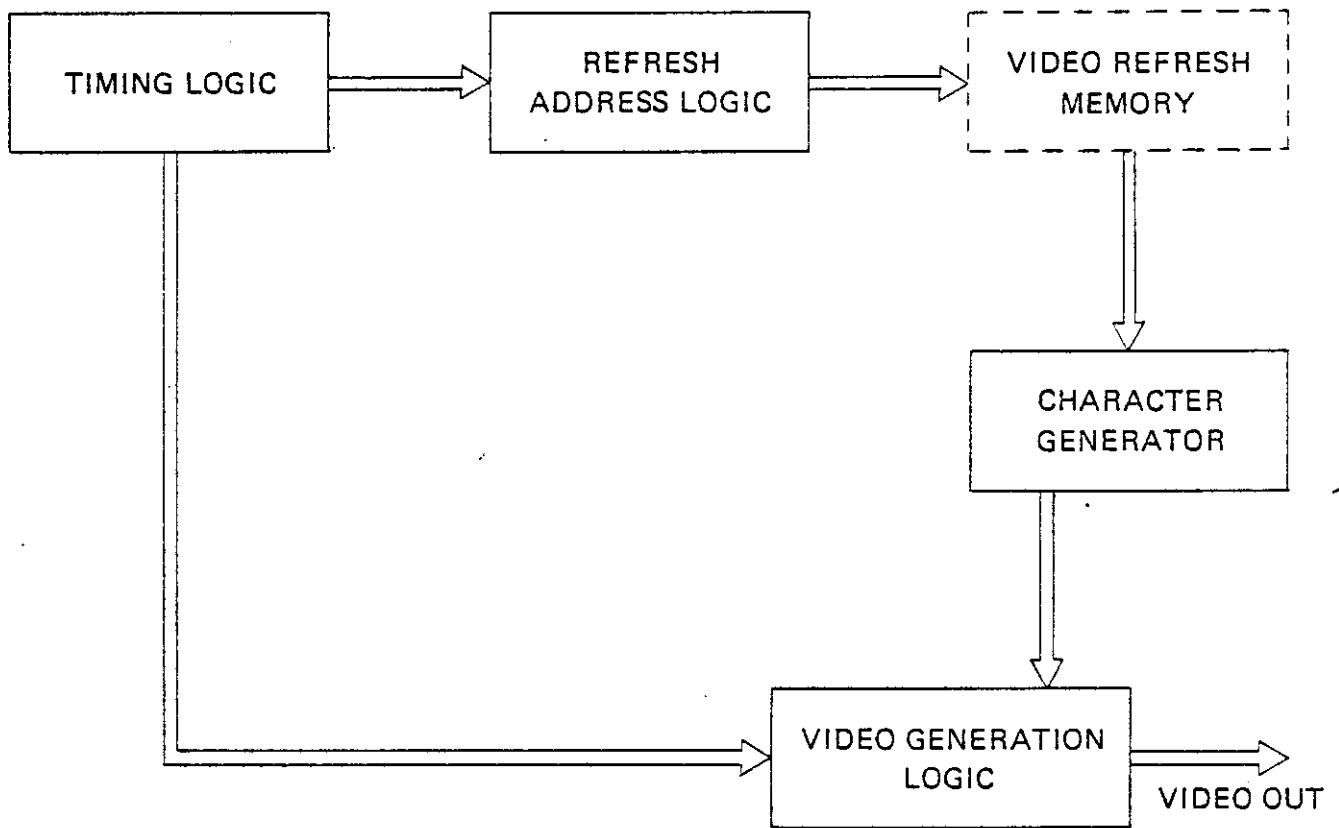 TIMING LOGIC
REFRESH
ADDRESS LOGIC
VIDEO REFRESH
MEMORY
CHARACTER
GENERATOR
VIDEO GENERATION
LOGIC
VIDEO OUT